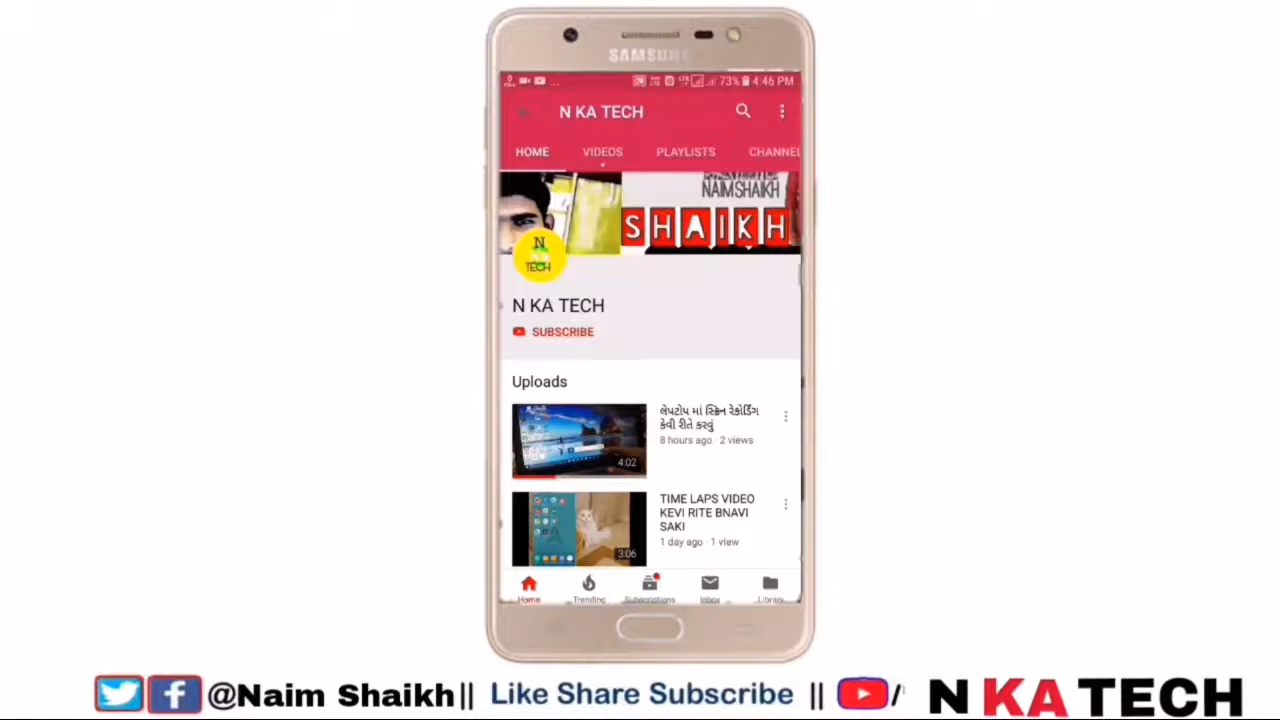 SAMSUNG
73% 4:46 PM
N KA TECH
HOME VIDEOS PLAYLISTS CHANNEL
NAIM SHAIKH
SHAIKH
N
TECH
N KA TECH
SUBSCRIBE
Uploads
લેપટોપ માં સ્ક્રિન રેકોર્ડિંગ
કેવી રીતે કરવું
8 hours ago · 2 views
4:02
TIME LAPS VIDEO
KEVI RITE BNAVI
SAKI
1 day ago · 1 view
3:06
Home Trending Subscriptions Inbox Library
@Naim Shaikh|| Like Share Subscribe || / N KA TECH